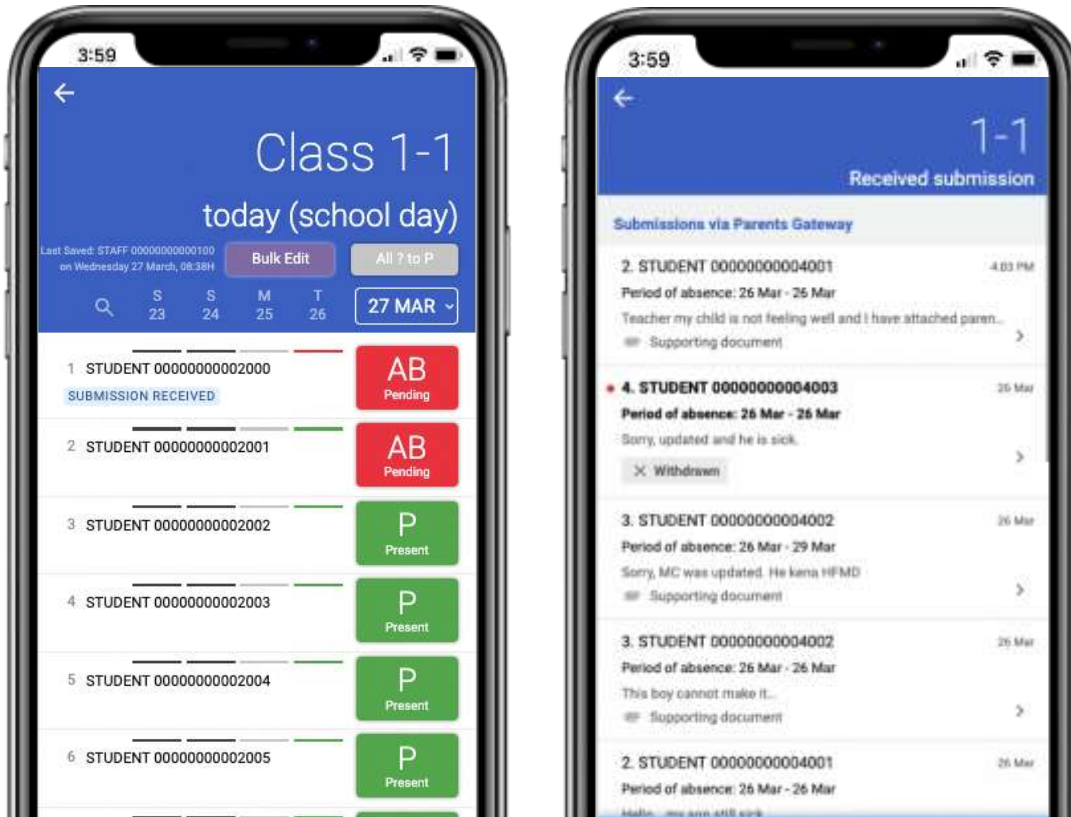 3:59
Class 1-1
today (school day)
Last Saved: STAFF 00000000000100
on Wednesday 27 March, 08:38H
Bulk Edit
All ? to P
S S M T
23 24 25 26
27 MAR
1 STUDENT 00000000002000
SUBMISSION RECEIVED
AB
Pending
2 STUDENT 00000000002001
AB
Pending
3 STUDENT 00000000002002
P
Present
4 STUDENT 00000000002003
P
Present
5 STUDENT 00000000002004
P
Present
6 STUDENT 00000000002005
P
Present
3:59
1-1
Received submission
Submissions via Parents Gateway
2. STUDENT 00000000004001
4:03 PM
Period of absence: 26 Mar - 26 Mar
Teacher my child is not feeling well and I have attached paren...
Supporting document
4. STUDENT 00000000004003
26 Mar
Period of absence: 26 Mar - 26 Mar
Sorry, updated and he is sick.
Withdrawn
3. STUDENT 00000000004002
26 Mar
Period of absence: 26 Mar - 29 Mar
Sorry, MC was updated. He kena HFMD
Supporting document
3. STUDENT 00000000004002
26 Mar
Period of absence: 26 Mar - 26 Mar
This boy cannot make it...
Supporting document
2. STUDENT 00000000004001
26 Mar
Period of absence: 26 Mar - 26 Mar
Hello my son still sick